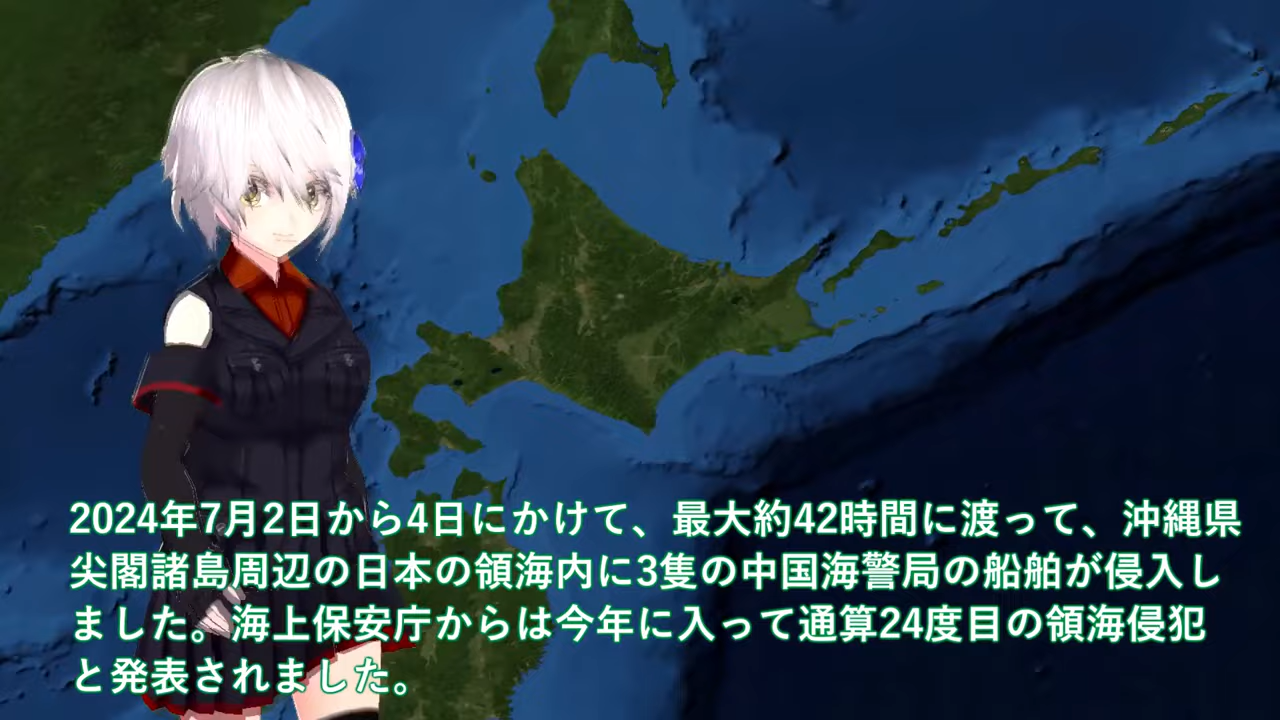 2024年7月2日から4日にかけて、最大約42時間に渡って、沖縄県
尖閣諸島周辺の日本の領海内に3隻の中国海警局の船舶が侵入し
ました。海上保安庁からは今年に入って通算24度目の領海侵犯
と発表されました。